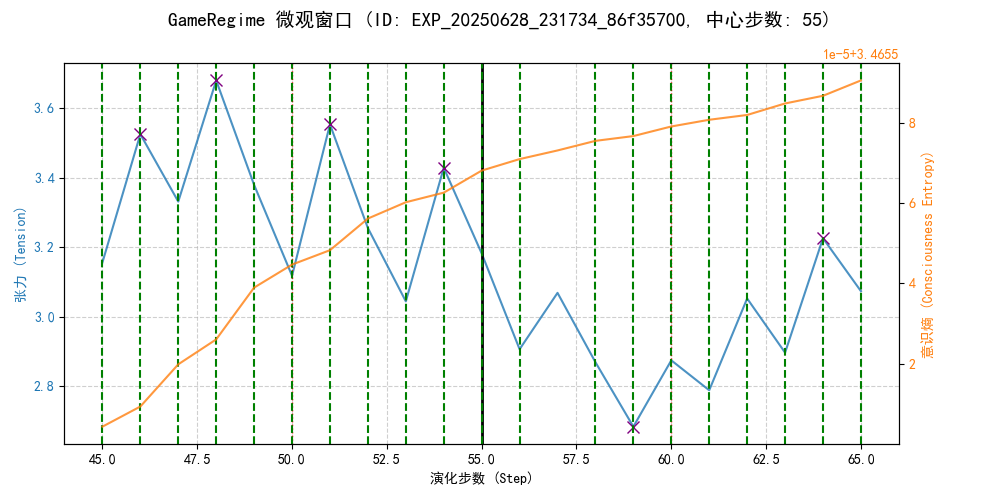 GameRegime 微观窗口 (ID: EXP_20250628_231734_86f35700, 中心步数: 55)
1e-5+3.4655
3.6
3.4
3.2
3.0
2.8
张力 (Tension)
8
6
4
2
意识熵 (Consciousness Entropy)
45.0 47.5 50.0 52.5 55.0 57.5 60.0 62.5 65.0
演化步数 (Step)